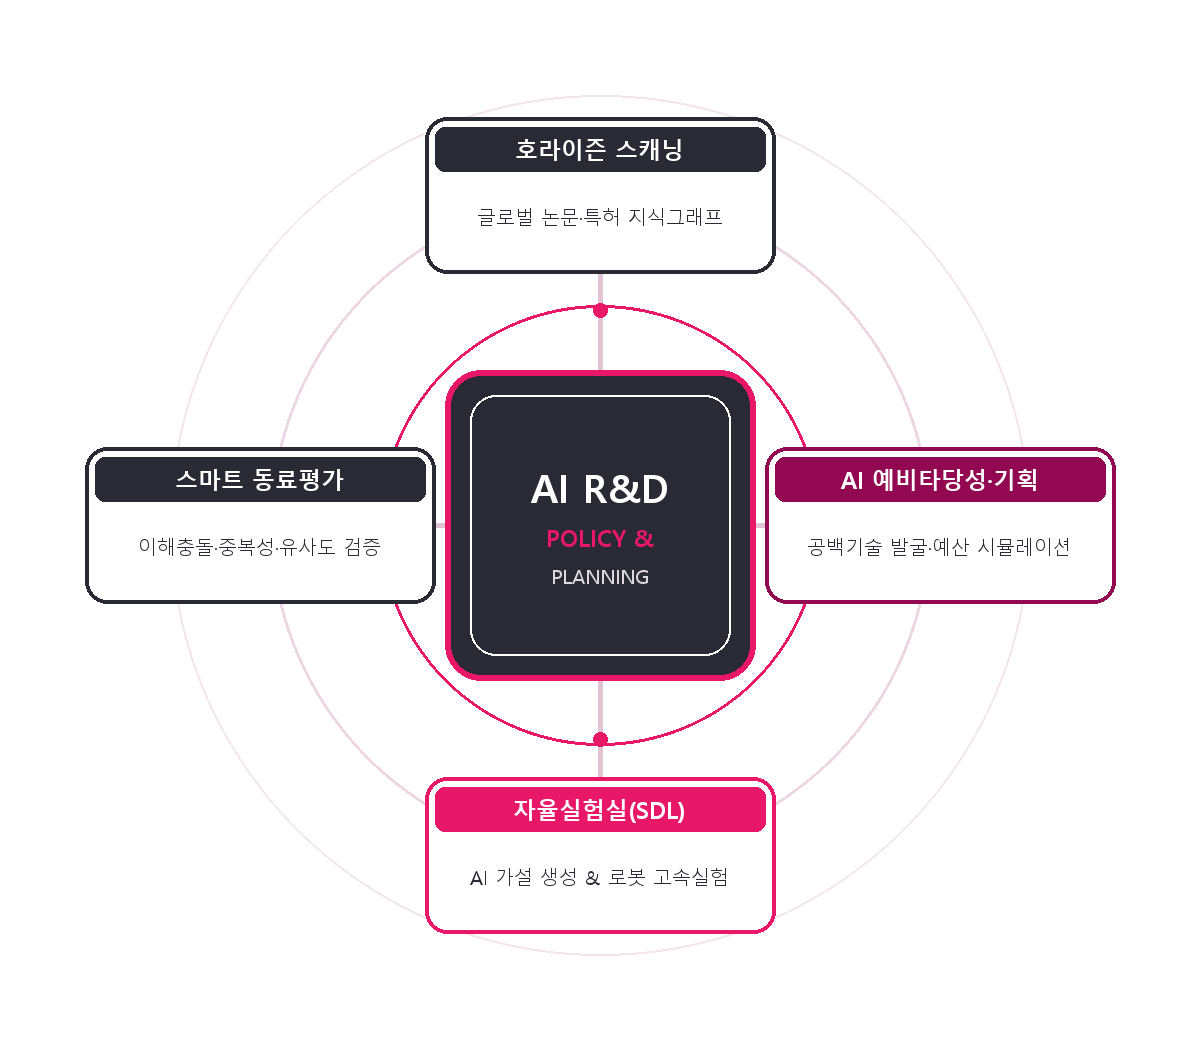 호라이즌 스캐닝
글로벌 논문·특허 지식그래프
스마트 동료평가
이해충돌·중복성·유사도 검증
AI R&D
POLICY &
PLANNING
AI 예비타당성·기획
공백기술 발굴·예산 시뮬레이션
자율실험실(SDL)
AI 가설 생성 & 로봇 고속실험